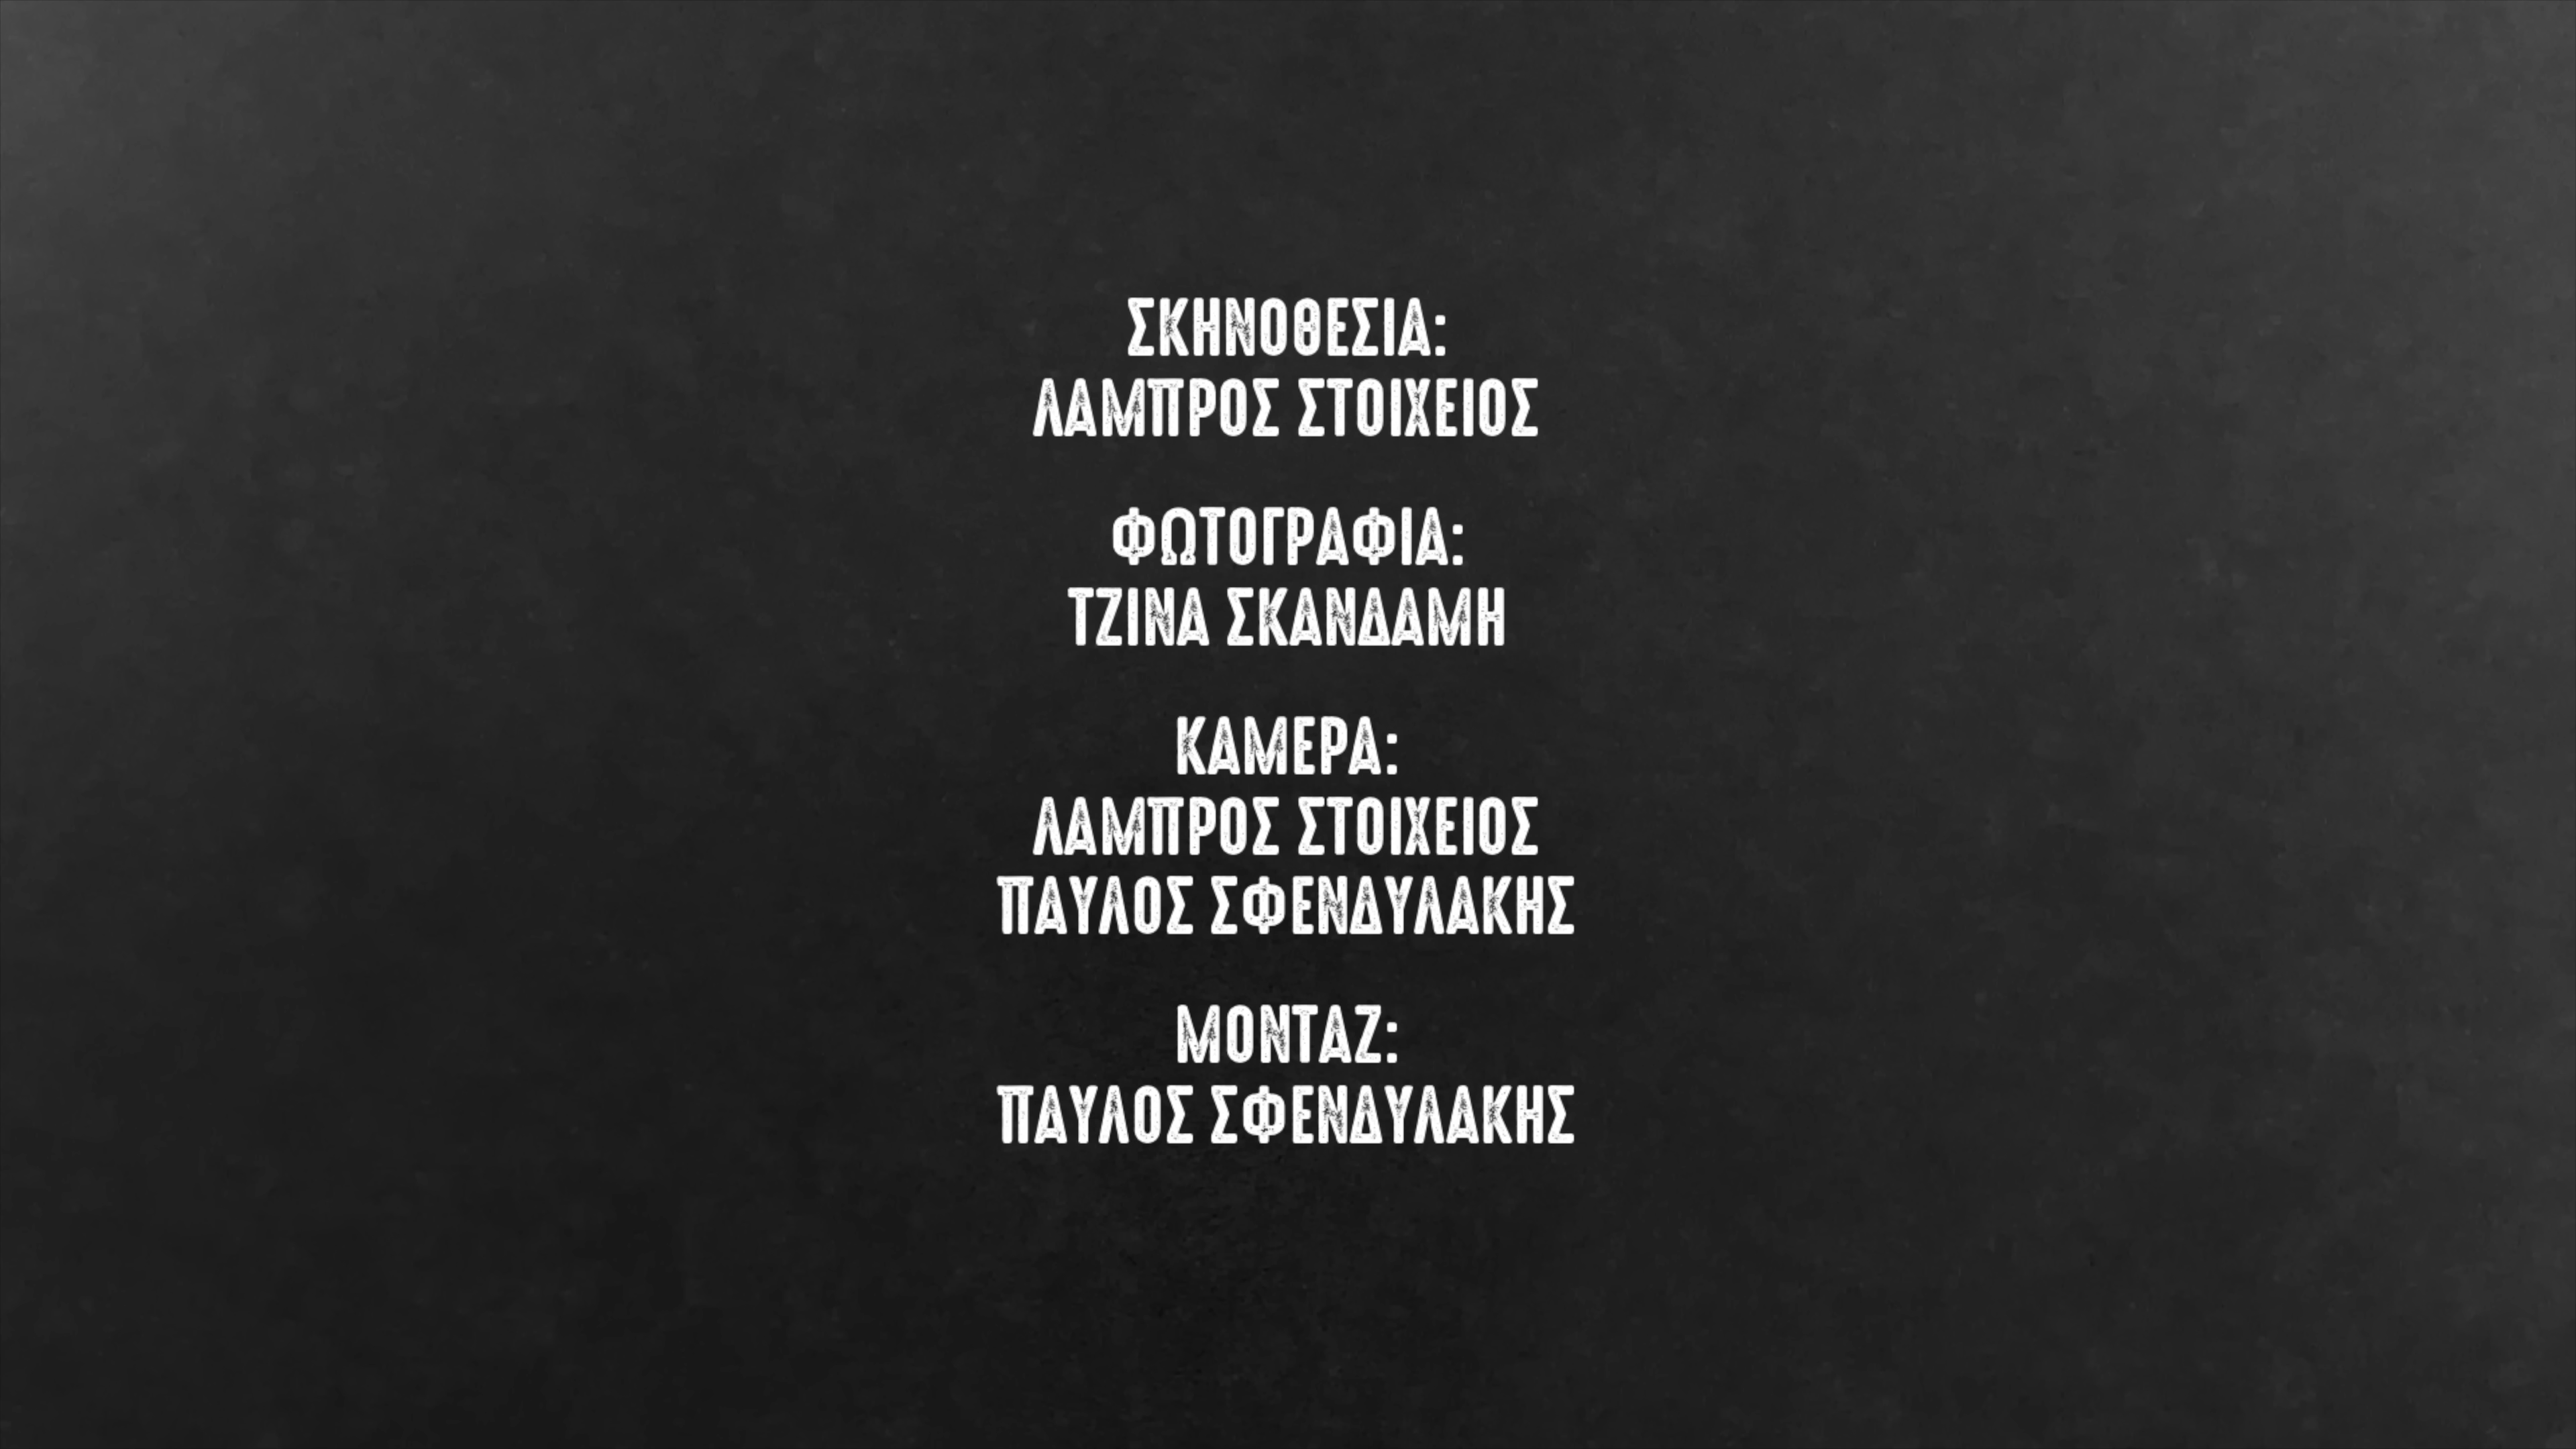 ΣΚΗΝΟΘΕΣΙΑ:
ΛΑΜΠΡΟΣ ΣΤΟΙΧΕΙΟΣ
ΦΩΤΟΓΡΑΦΙΑ:
ΤΖΙΝΑ ΣΚΑΝΔΑΜΗ
ΚΑΜΕΡΑ:
ΛΑΜΠΡΟΣ ΣΤΟΙΧΕΙΟΣ
ΠΑΥΛΟΣ ΣΦΕΝΔΥΛΑΚΗΣ
ΜΟΝΤΑΖ:
ΠΑΥΛΟΣ ΣΦΕΝΔΥΛΑΚΗΣ